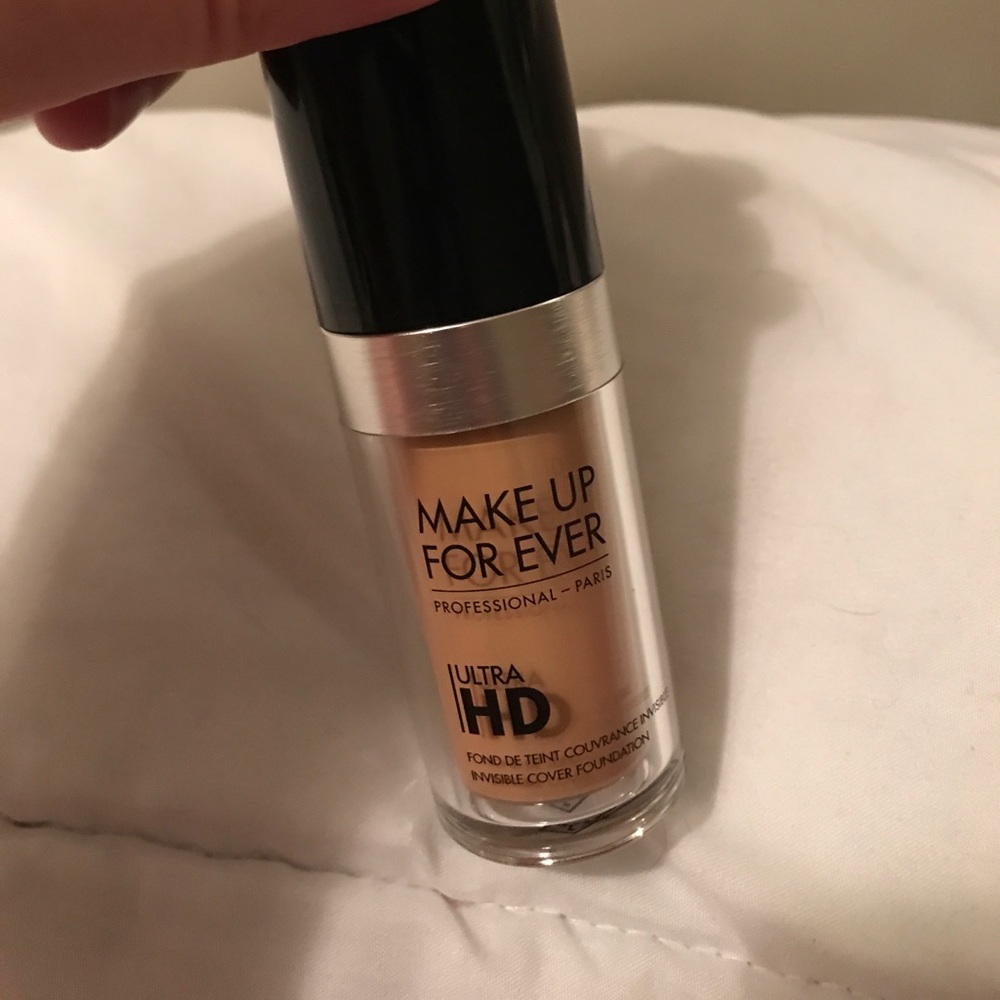 MAKE UP
FOR EVER
PROFESSIONAL – PARIS
ULTRA
HD
FOND DE TEINT COUVRANCE INVISIBLE
INVISIBLE COVER FOUNDATION